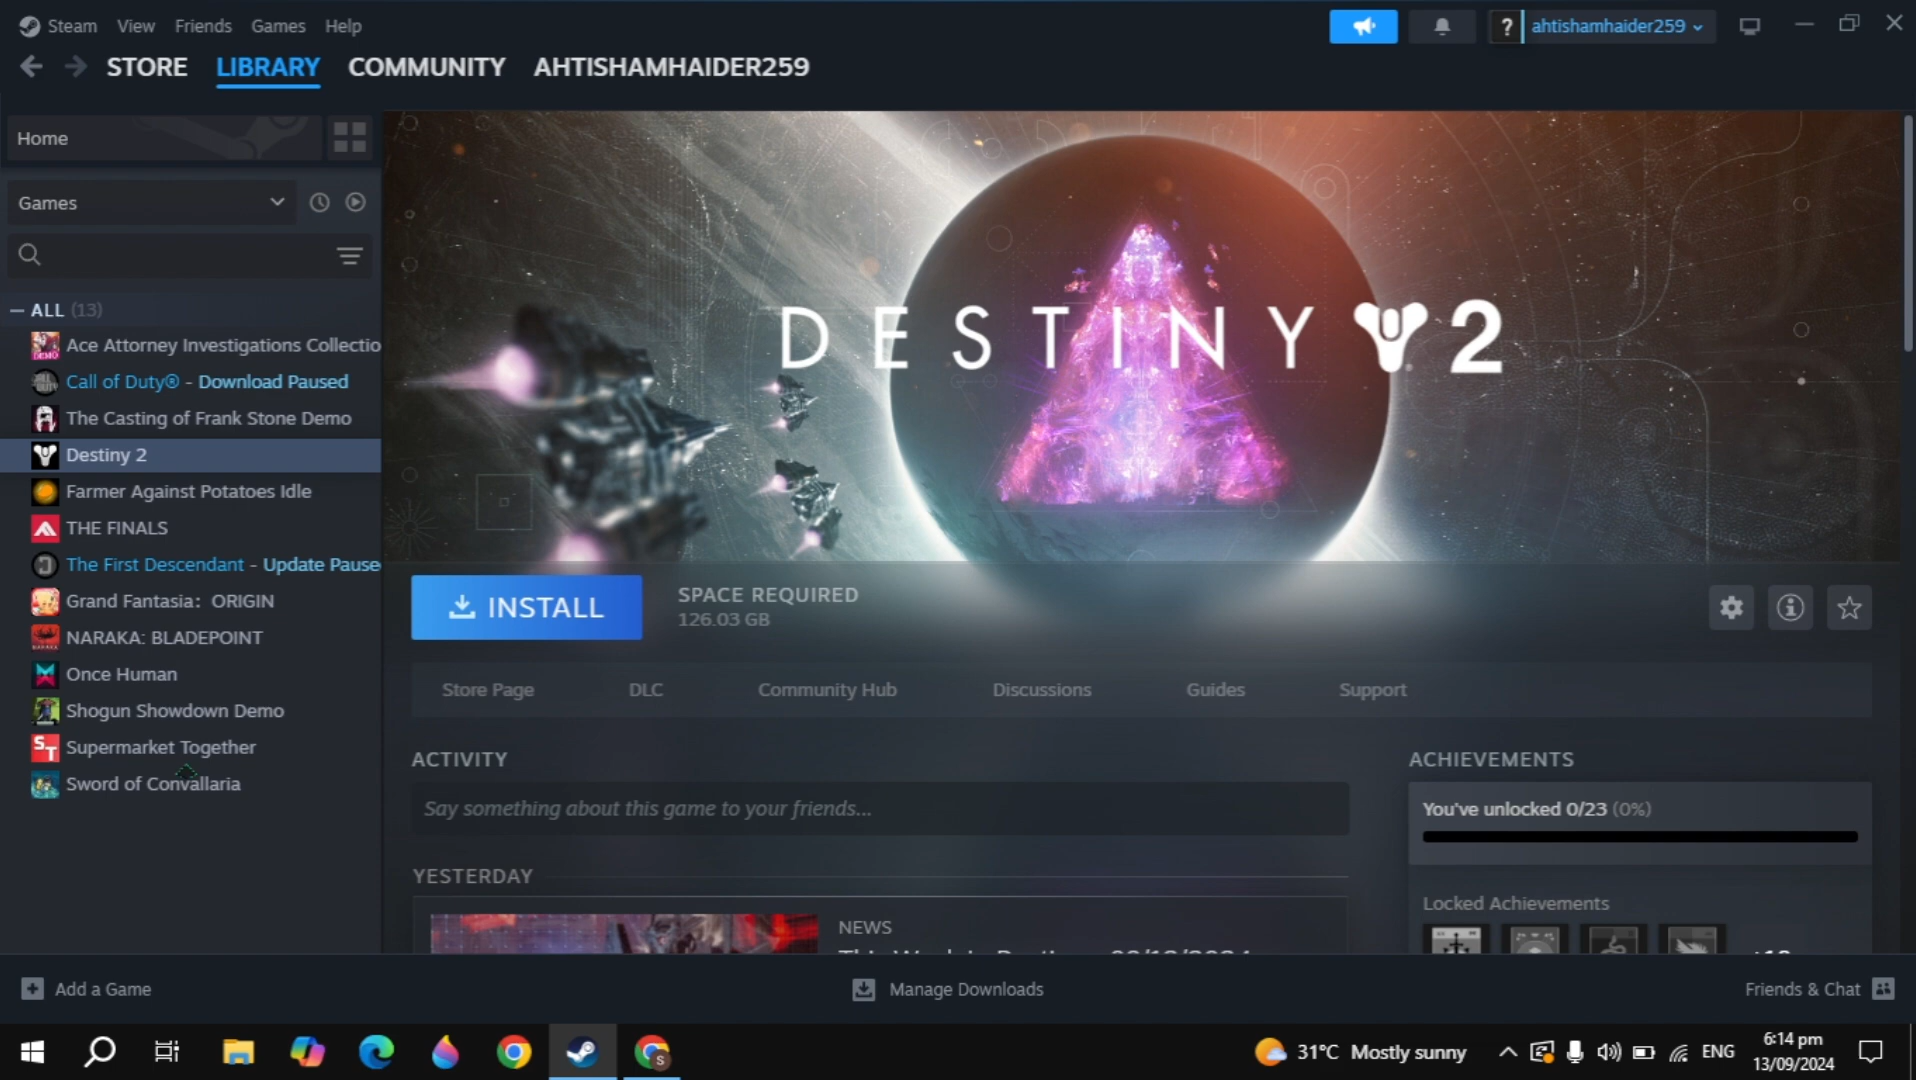 Steam View Friends Games Help
? ahtishamhaider259
STORE LIBRARY COMMUNITY AHTISHAMHAIDER259
Home
Games
ALL (13)
Ace Attorney Investigations Collectio
Call of Duty® - Download Paused
The Casting of Frank Stone Demo
Destiny 2
Farmer Against Potatoes Idle
THE FINALS
The First Descendant - Update Pause
Grand Fantasia: ORIGIN
NARAKA: BLADEPOINT
Once Human
Shogun Showdown Demo
Supermarket Together
Sword of Convallaria
DESTINY 2
INSTALL
SPACE REQUIRED
126.03 GB
Store Page DLC Community Hub Discussions Guides Support
ACTIVITY
Say something about this game to your friends...
YESTERDAY
NEWS
ACHIEVEMENTS
You've unlocked 0/23 (0%)
Locked Achievements
Add a Game
Manage Downloads
Friends & Chat
31°C Mostly sunny
ENG
6:14 pm
13/09/2024